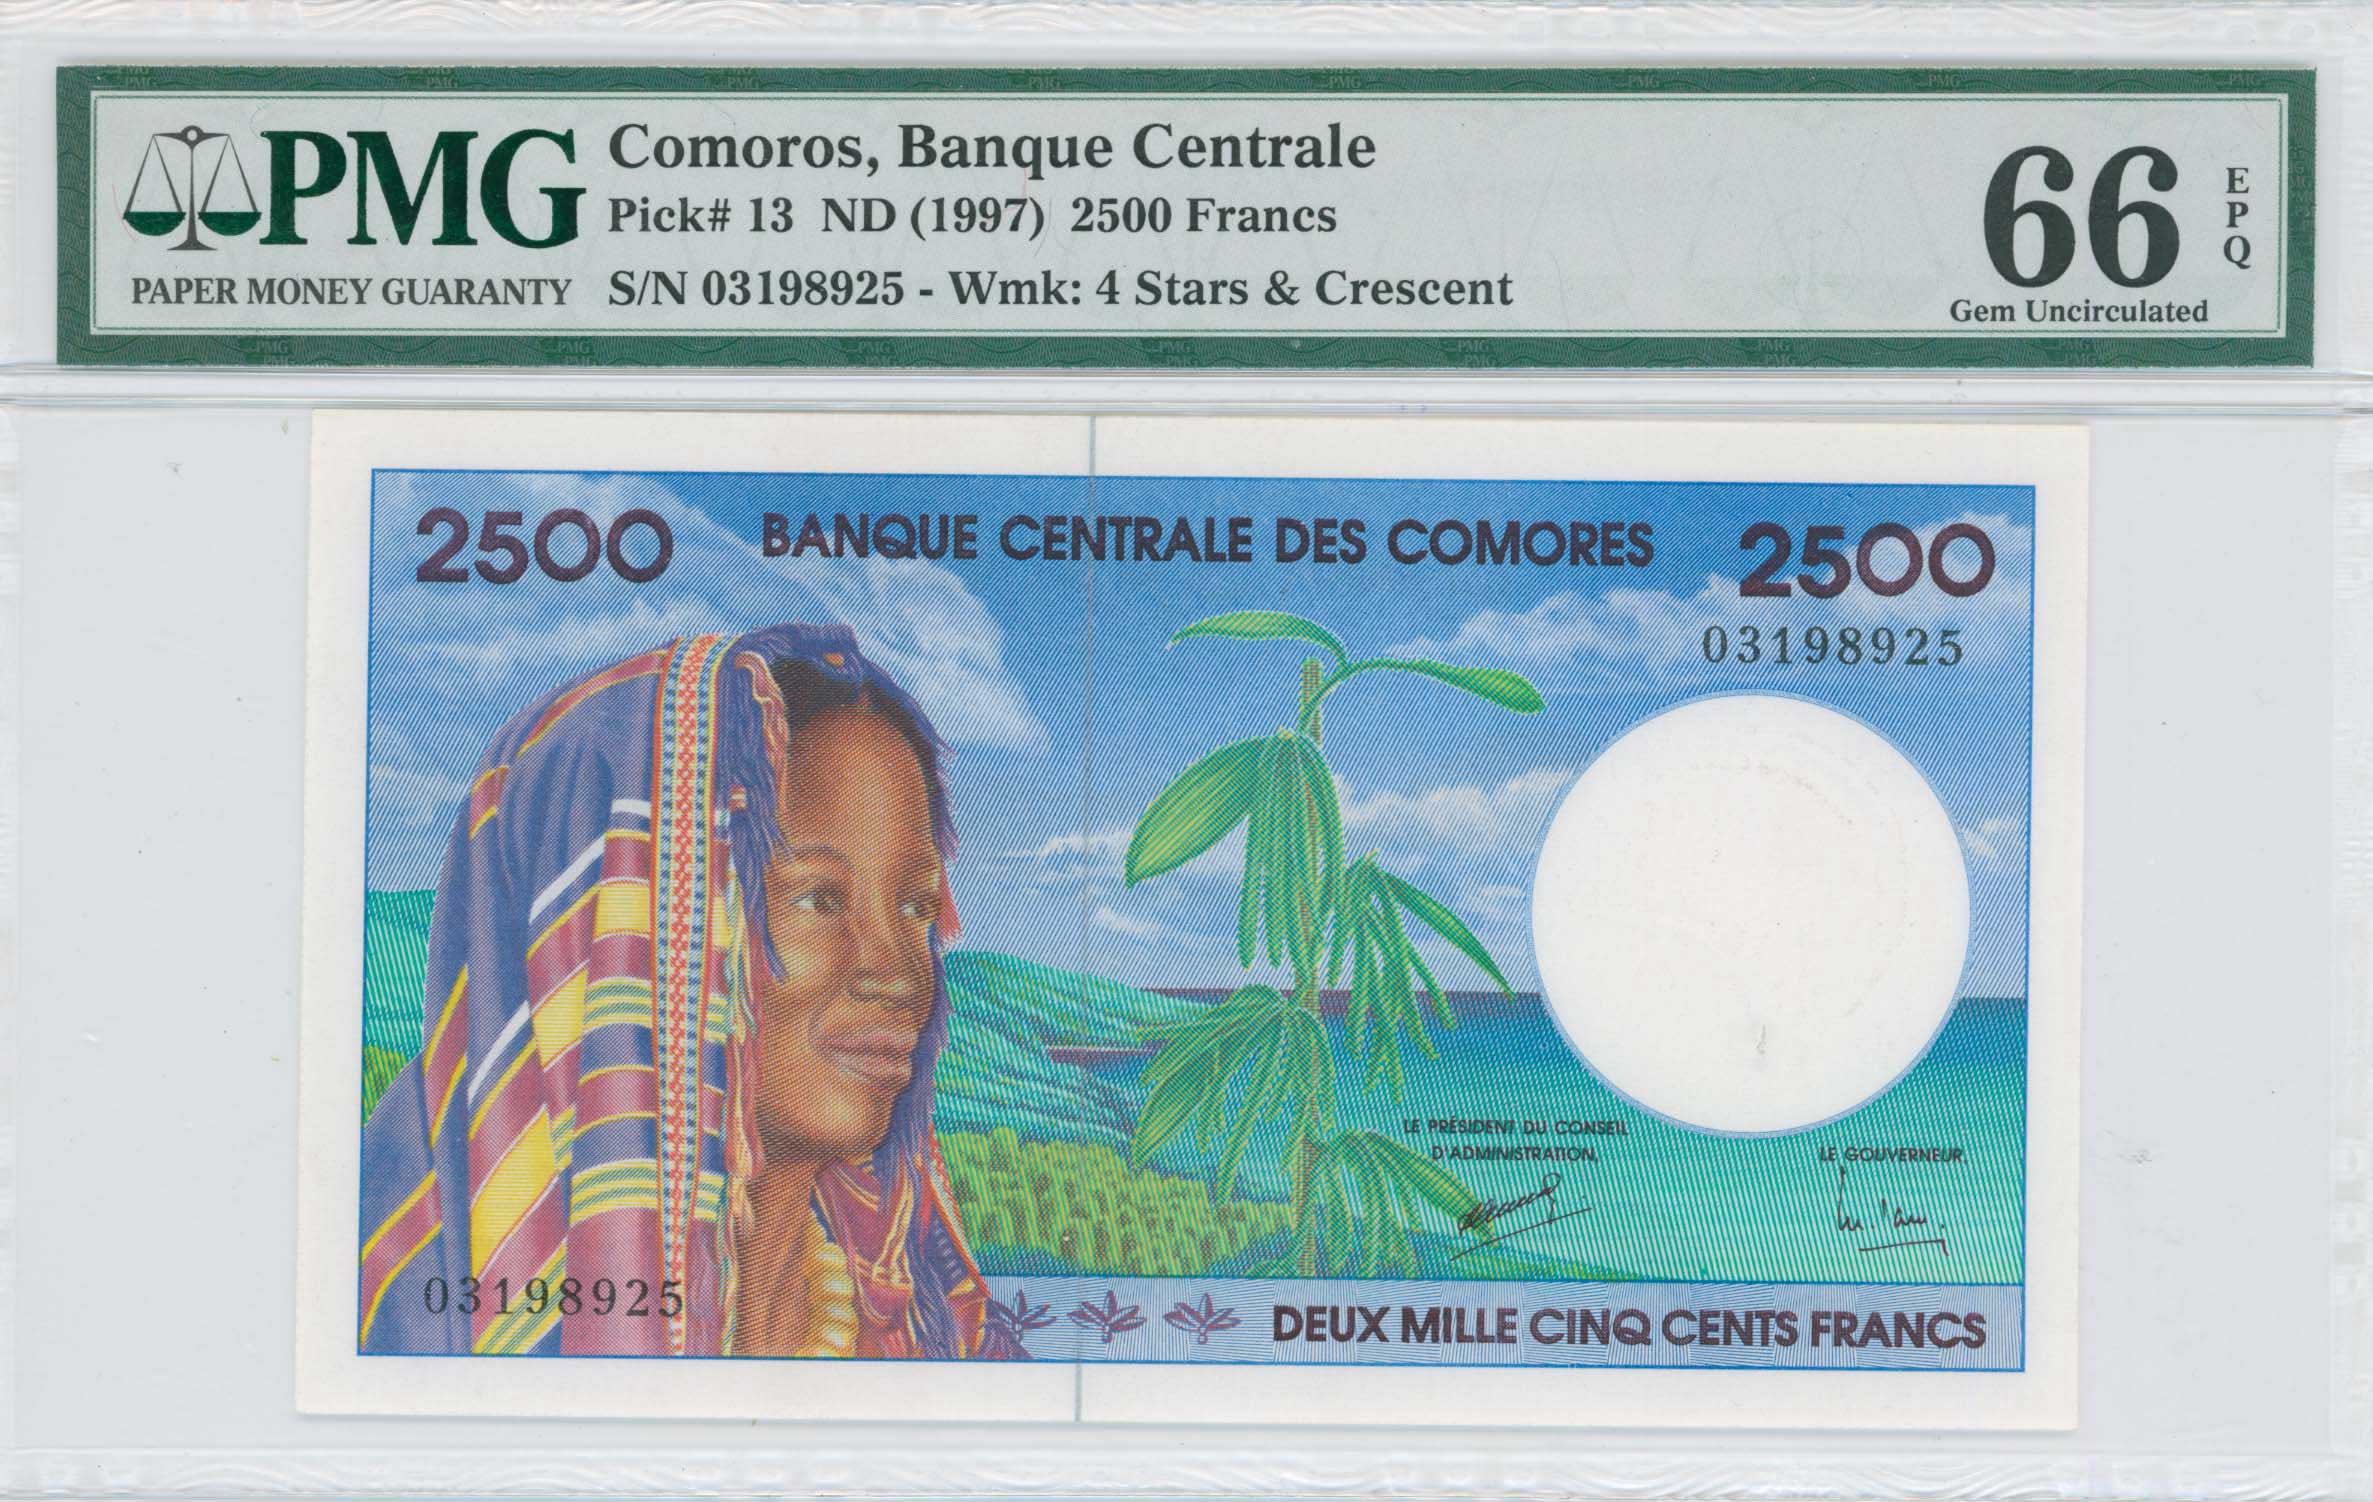 PMG
PAPER MONEY GUARANTY
Comoros, Banque Centrale
Pick# 13 ND (1997) 2500 Francs
S/N 03198925 - Wmk: 4 Stars & Crescent
66
EPQ
Gem Uncirculated
2500 BANQUE CENTRALE DES COMORES 2500
03198925
LE PRÉSIDENT DU CONSEIL
D'ADMINISTRATION,
LE GOUVERNEUR,
03198925
DEUX MILLE CINQ CENTS FRANCS